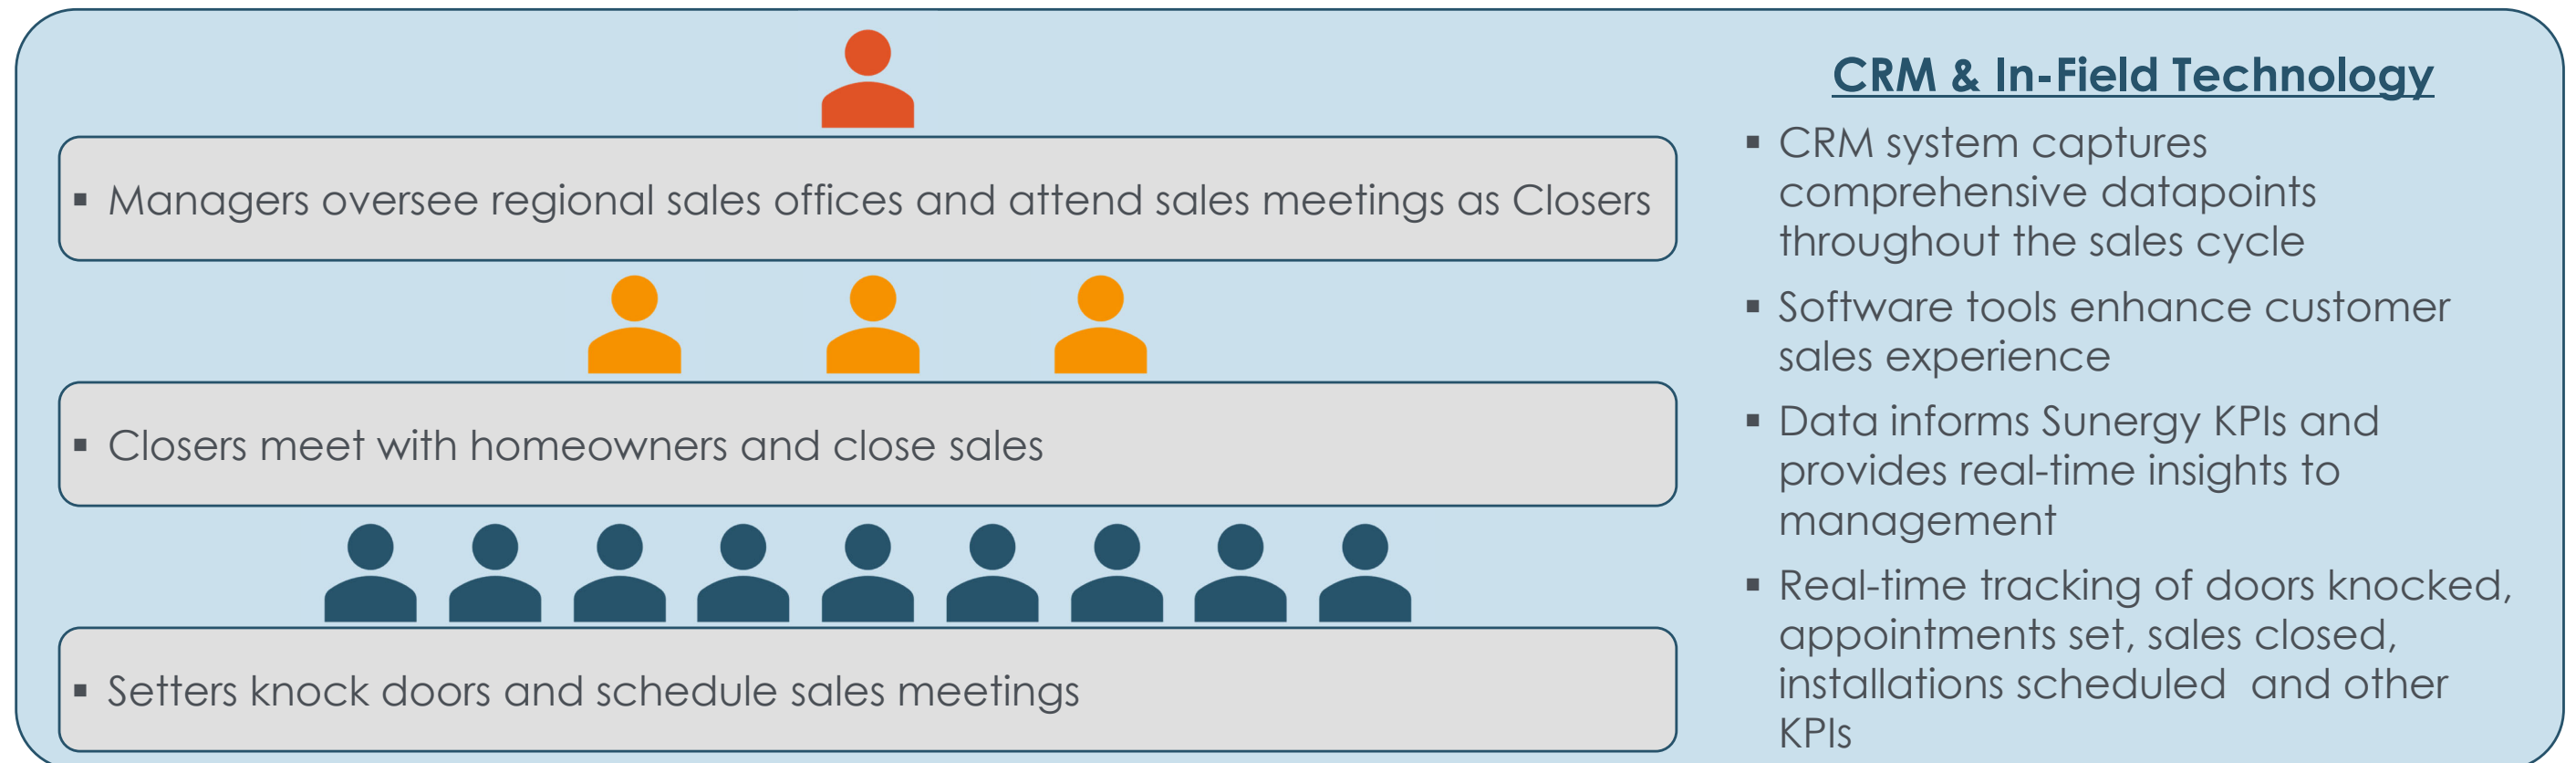 ▪ Managers oversee regional sales offices and attend sales meetings as Closers
▪ Closers meet with homeowners and close sales
▪ Setters knock doors and schedule sales meetings
CRM & In-Field Technology
▪ CRM system captures
comprehensive datapoints
throughout the sales cycle
▪ Software tools enhance customer
sales experience
▪ Data informs Sunergy KPIs and
provides real-time insights to
management
▪ Real-time tracking of doors knocked,
appointments set, sales closed,
installations scheduled  and other
KPIs